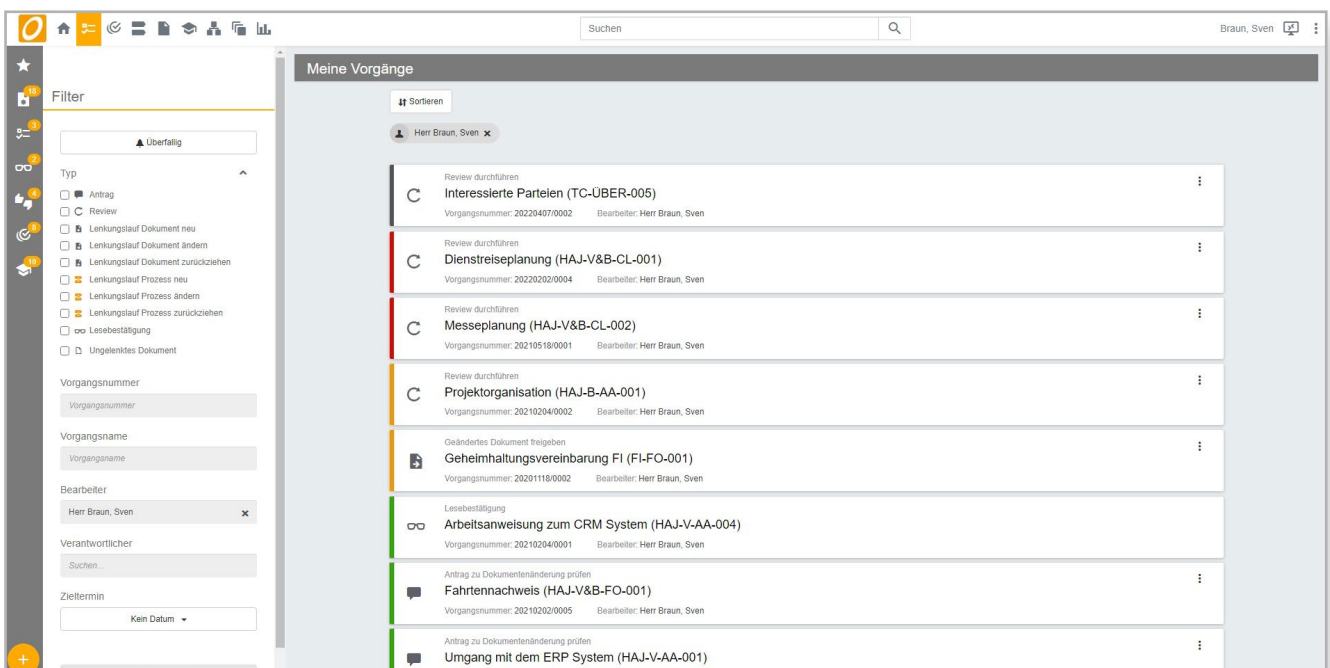 Suchen
Braun, Sven
18
3
2
4
8
10
Filter
Überfallig
Typ
Antrag
Review
Lenkungslauf Dokument neu
Lenkungslauf Dokument ändern
Lenkungslauf Dokument zurückziehen
Lenkungslauf Prozess neu
Lenkungslauf Prozess ändern
Lenkungslauf Prozess zurückziehen
Lesebestätigung
Ungelenktes Dokument
Vorgangsnummer
Vorgangsnummer
Vorgangsname
Vorgangsname
Bearbeiter
Herr Braun, Sven
Verantwortlicher
Suchen...
Zieltermin
Kein Datum
Meine Vorgänge
Sortieren
Herr Braun, Sven
Review durchführen
Interessierte Parteien (TC-ÜBER-005)
Vorgangsnummer: 20220407/0002 Bearbeiter: Herr Braun, Sven
Review durchführen
Dienstreiseplanung (HAJ-V&B-CL-001)
Vorgangsnummer: 20220202/0004 Bearbeiter: Herr Braun, Sven
Review durchführen
Messeplanung (HAJ-V&B-CL-002)
Vorgangsnummer: 20210518/0001 Bearbeiter: Herr Braun, Sven
Review durchführen
Projektorganisation (HAJ-B-AA-001)
Vorgangsnummer: 20210204/0002 Bearbeiter: Herr Braun, Sven
Geändertes Dokument freigeben
Geheimhaltungsvereinbarung FI (FI-FO-001)
Vorgangsnummer: 20201118/0002 Bearbeiter: Herr Braun, Sven
Lesebestätigung
Arbeitsanweisung zum CRM System (HAJ-V-AA-004)
Vorgangsnummer: 20210204/0001 Bearbeiter: Herr Braun, Sven
Antrag zu Dokumentenänderung prüfen
Fahrtennachweis (HAJ-V&B-FO-001)
Vorgangsnummer: 20210202/0005 Bearbeiter: Herr Braun, Sven
Antrag zu Dokumentenänderung prüfen
Umgang mit dem ERP System (HAJ-V-AA-001)